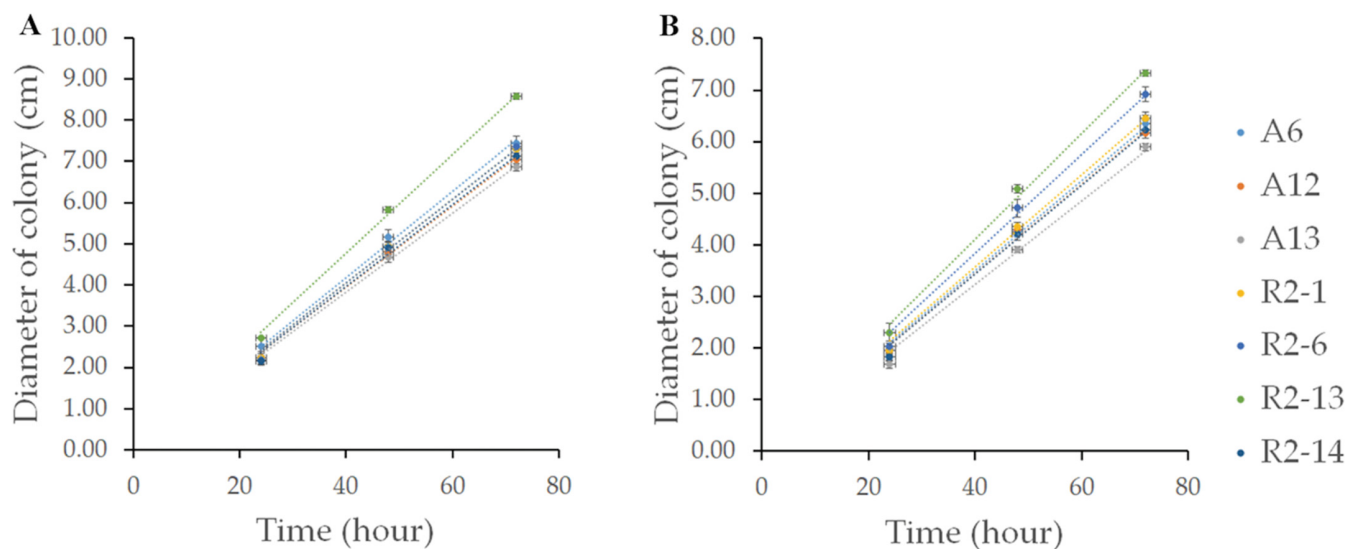 A
Diameter of colony (cm)
10.00
9.00
8.00
7.00
6.00
5.00
4.00
3.00
2.00
1.00
0.00
0 20 40 60 80
Time (hour)
B
Diameter of colony (cm)
8.00
7.00
6.00
5.00
4.00
3.00
2.00
1.00
0.00
0 20 40 60 80
Time (hour)
A6
A12
A13
R2-1
R2-6
R2-13
R2-14